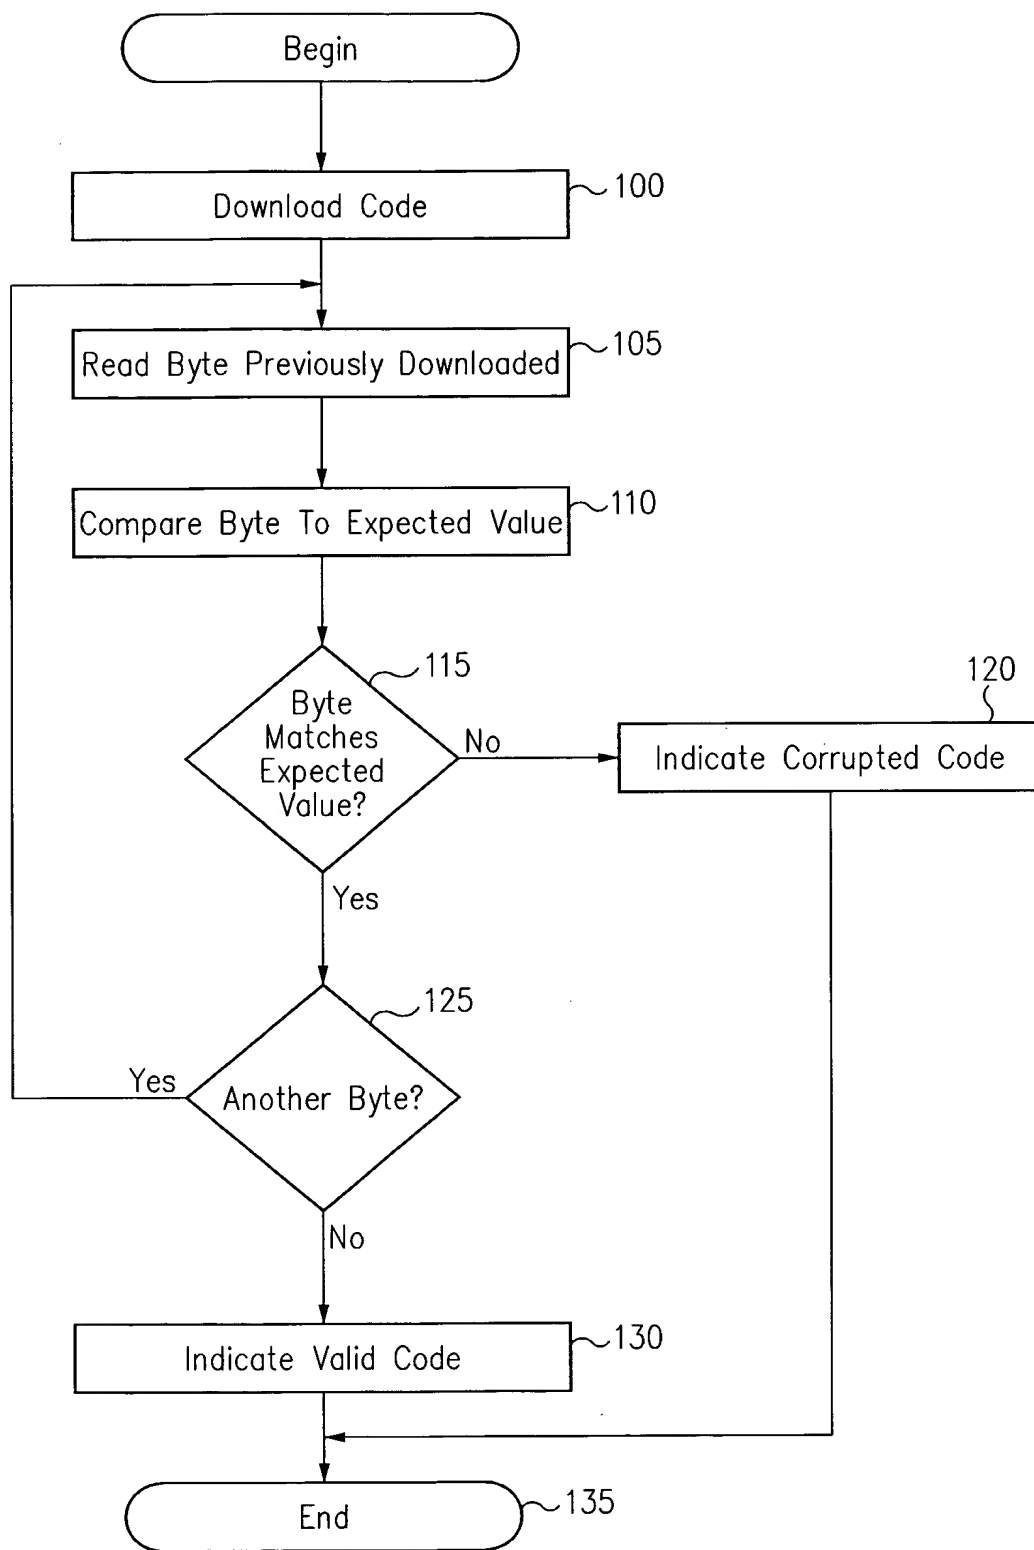 Begin
Download Code
100
Read Byte Previously Downloaded
105
Compare Byte To Expected Value
110
Byte
Matches
Expected
Value?
115
No
Indicate Corrupted Code
120
Yes
Another Byte?
125
Yes
No
Indicate Valid Code
130
End
135